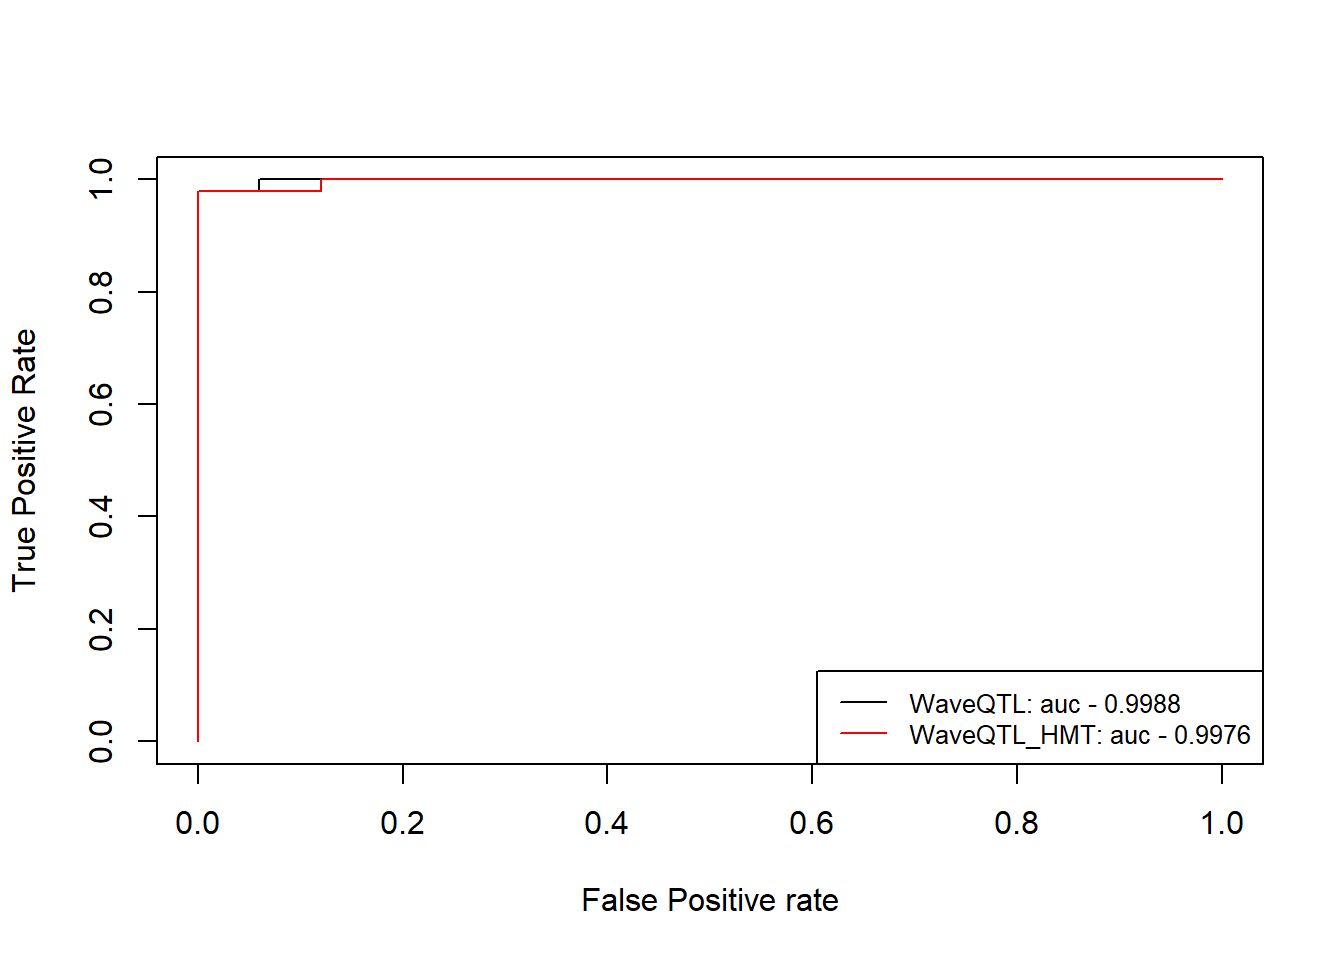 True Positive Rate
1.0
0.8
0.6
0.4
0.2
0.0
WaveQTL: auc - 0.9988
WaveQTL_HMT: auc - 0.9976
0.0 0.2 0.4 0.6 0.8 1.0
False Positive rate